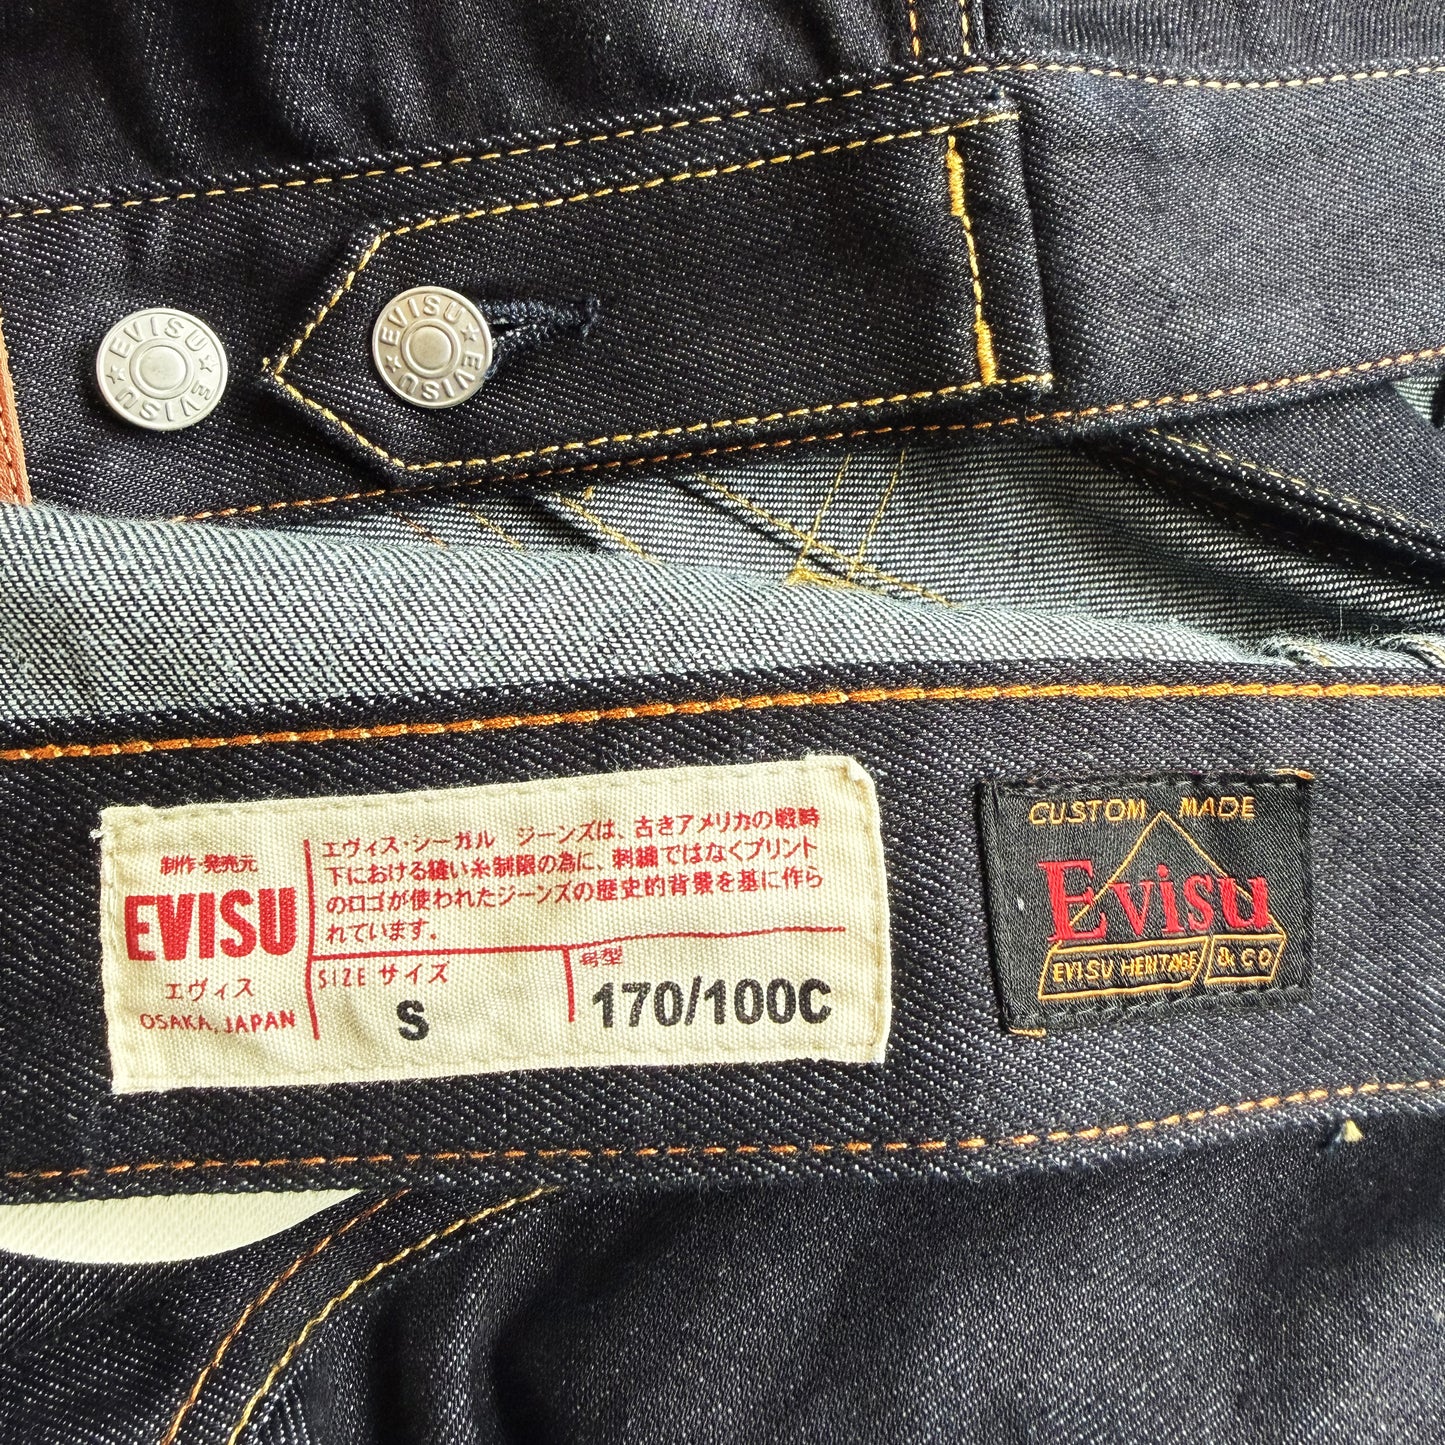 EVISU ★ EVISU ★
EVISU ★ EVISU ★
制作・発売元
EVISU
エヴィス
OSAKA, JAPAN
エヴィス・シーガル ジーンズは、古きアメリカの戦時
下における縫い糸制限の為に、刺繍ではなくプリント
のロゴが使われたジーンズの歴史的背景を基に作ら
れています。
SIZE サイズ
S
号型
170/100C
CUSTOM MADE
Evisu
EVISU HERITAGE & CO